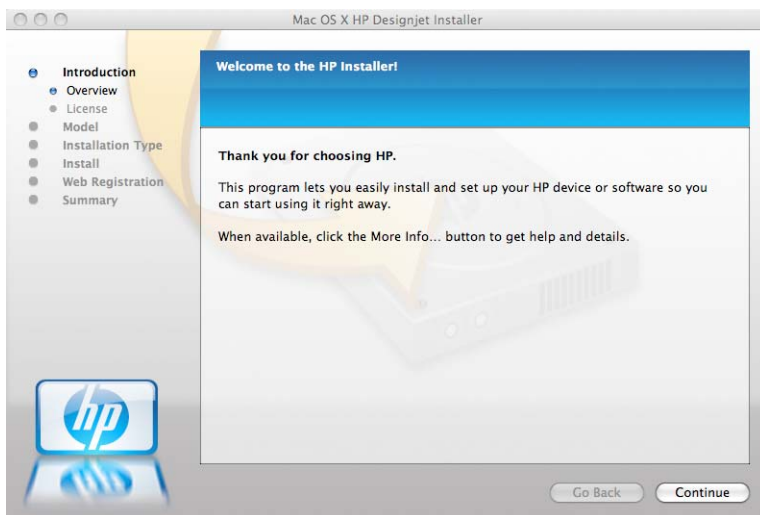 Mac OS X HP Designjet Installer
Introduction
Overview
License
Model
Installation Type
Install
Web Registration
Summary
Welcome to the HP Installer!
Thank you for choosing HP.
This program lets you easily install and set up your HP device or software so you
can start using it right away.
When available, click the More Info... button to get help and details.
hp
Go Back
Continue